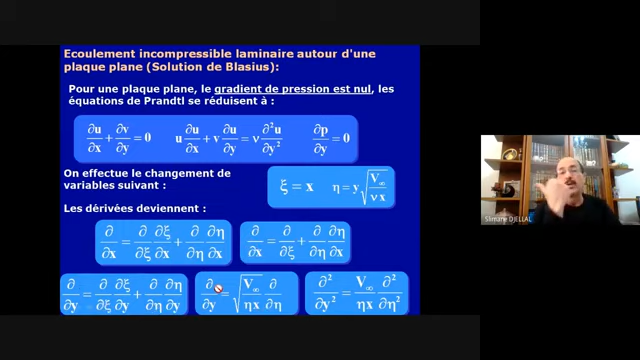 Ecoulement incompressible laminaire autour d'une
plaque plane (Solution de Blasius):
Pour une plaque plane, le gradient de pression est nul, les
équations de Prandtl se réduisent à :
∂u/∂x + ∂v/∂y = 0    u ∂u/∂x + v ∂u/∂y = ν ∂²u/∂y²    ∂p/∂y = 0
On effectue le changement de
variables suivant :
ξ = x    η = y √(V∞/νx)
Les dérivées deviennent :
∂/∂x = ∂/∂ξ ∂ξ/∂x + ∂/∂η ∂η/∂x    ∂/∂x = ∂/∂ξ + ∂/∂η ∂η/∂x
∂/∂y = ∂/∂ξ ∂ξ/∂y + ∂/∂η ∂η/∂y    ∂/∂y = √(V∞/ηx) ∂/∂η    ∂²/∂y² = V∞/ηx ∂²/∂η²
Slimane DJELLAL